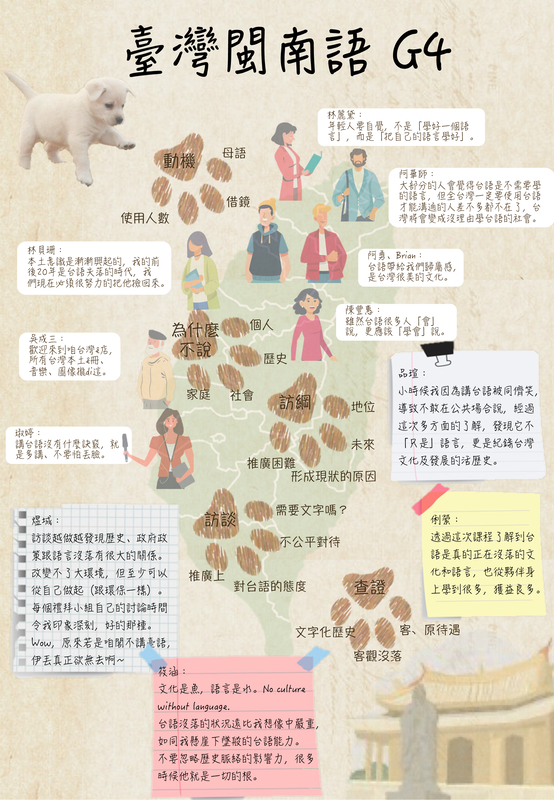 臺灣閩南語 G4
林麗黛：
年輕人要自覺，不是「學好一個語
言」，而是「把自己的語言學好」。
動機
母語
借鏡
使用人數
阿華師：
大部分的人會覺得台語是不需要學
的語言，但全台灣一定要使用台語
才能溝通的人差不多都不在了，台
灣將會變成沒理由學台語的社會。
林貝珊：
本土意識是漸漸興起的，我的前
後20年是台語失落的時代，我
們現在必須很努力的把他撿回來。
阿勇、Brian：
台語帶給我們歸屬感，
是台灣很美的文化。
陳豐惠：
雖然台語很多人「會」
說，更應該「學會」說。
為什麼
不說
個人
歷史
家庭
社會
吳成三：
歡迎來到咱台灣e店，
所有台灣本土e冊、
音樂、圖像攏di這。
訪綱
地位
未來
推廣困難
形成現狀的原因
品瑄：
小時候我因為講台語被同儕笑，
導致不敢在公共場合說，經過
這次多方面的了解，發現它不
「只是」語言，更是紀錄台灣
文化及發展的活歷史。
淑婷：
講台語沒有什麼訣竅，就
是多講、不要怕丟臉。
訪談
需要文字嗎？
不公平對待
推廣上
對台語的態度
俐縈：
透過這次課程了解到台
語是真的正在沒落的文
化和語言，也從夥伴身
上學到很多，獲益良多。
煜城：
訪談越做越發現歷史、政府政
策跟語言沒落有很大的關係。
改變不了大環境，但至少可以
從自己做起（跟環保一樣）。
每個禮拜小組自己的討論時間
令我印象深刻，好的那種。
Wow，原來若是咱閣不講臺語，
伊丟真正欲無去啊～
查證
文字化歷史
客、原待遇
客觀沒落
筱油：
文化是魚，語言是水。No culture
without language.
台語沒落的狀況遠比我想像中嚴重，
如同我懸崖下墜般的台語能力。
不要忽略歷史脈絡的影響力，很多
時候他就是一切的根。